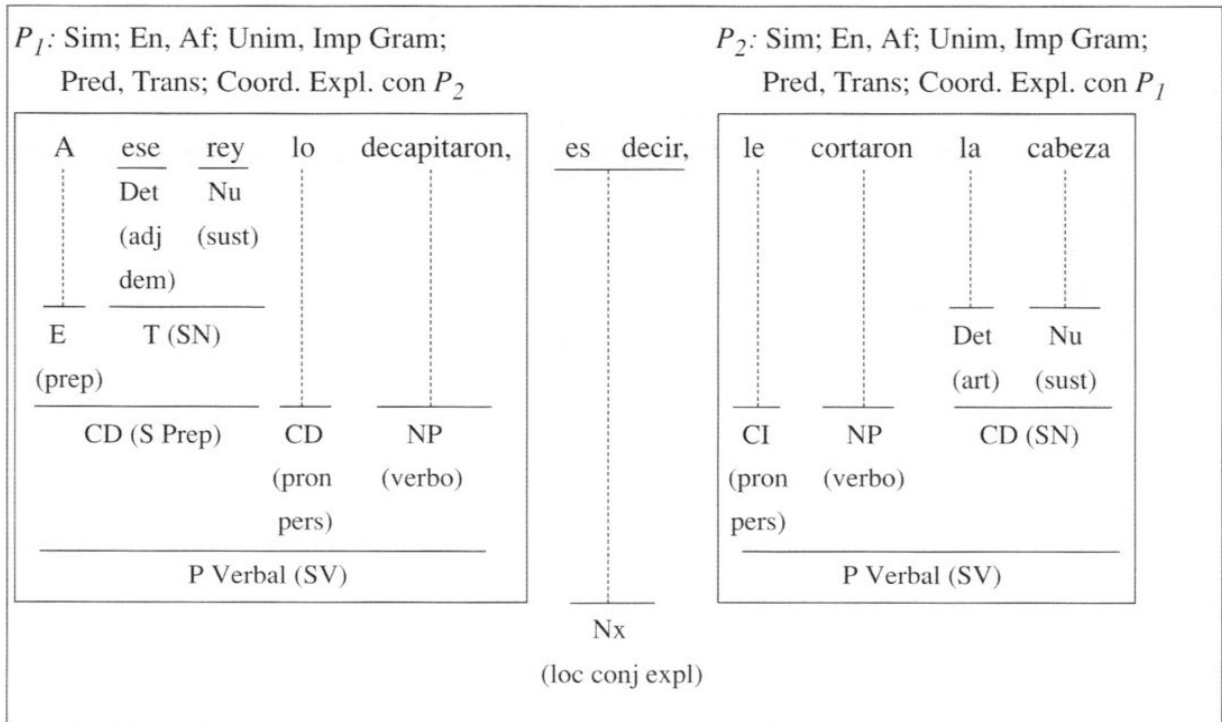 P1: Sim; En, Af; Unim, Imp Gram;
Pred, Trans; Coord. Expl. con P2
P2: Sim; En, Af; Unim, Imp Gram;
Pred, Trans; Coord. Expl. con P1
A ese rey lo decapitaron, es decir, le cortaron la cabeza
Det Nu
(adj (sust)
dem)
E T (SN) Det Nu
(prep) (art) (sust)
CD (S Prep) CD NP CI NP CD (SN)
(pron (verbo) (pron (verbo)
pers) pers)
P Verbal (SV) P Verbal (SV)
Nx
(loc conj expl)